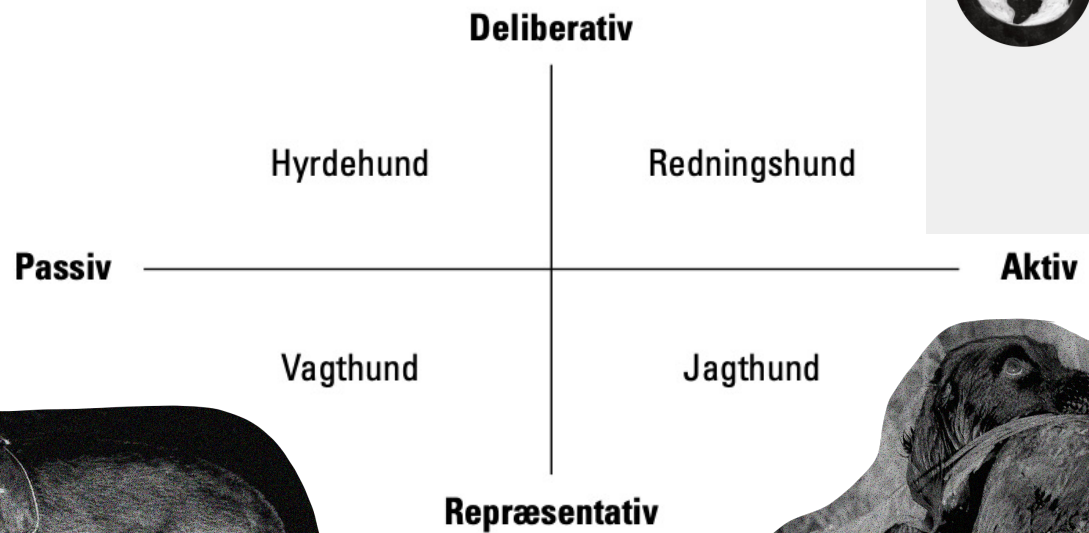 Deliberativ
Hyrdehund
Redningshund
Passiv
Aktiv
Vagthund
Jagthund
Repræsentativ